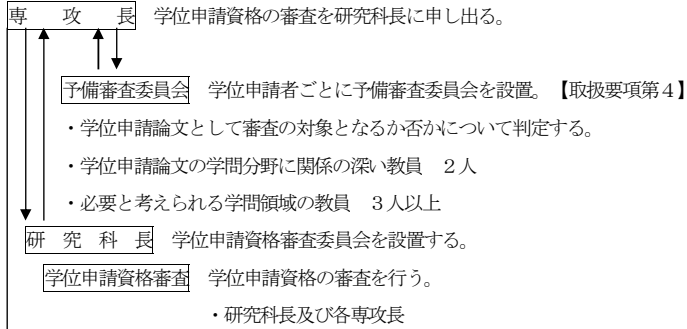 専攻長 学位申請資格の審査を研究科長に申し出る。
予備審査委員会 学位申請者ごとに予備審査委員会を設置。【取扱要項第４】
・学位申請論文として審査の対象となるか否かについて判定する。
・学位申請論文の学問分野に関係の深い教員 ２人
・必要と考えられる学問領域の教員 ３人以上
研究科長 学位申請資格審査委員会を設置する。
学位申請資格審査 学位申請資格の審査を行う。
・研究科長及び各専攻長